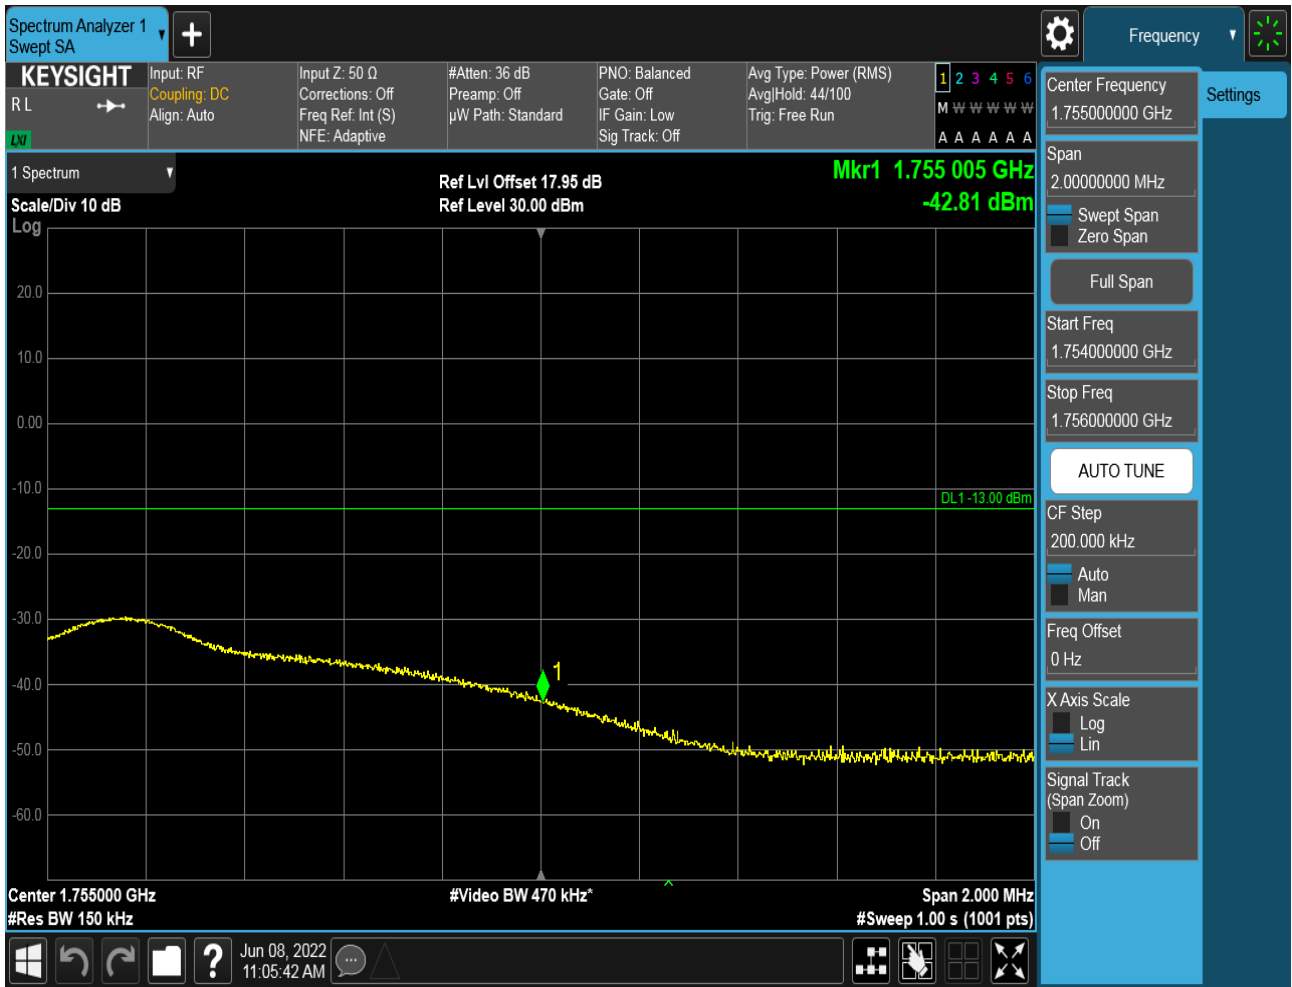 Spectrum Analyzer 1
Swept SA
Frequency
KEYSIGHT
R L
LXI
Input: RF
Coupling: DC
Align: Auto
Input Z: 50 Ω
Corrections: Off
Freq Ref: Int (S)
NFE: Adaptive
#Atten: 36 dB
Preamp: Off
µW Path: Standard
PNO: Balanced
Gate: Off
IF Gain: Low
Sig Track: Off
Avg Type: Power (RMS)
Avg|Hold: 44/100
Trig: Free Run
1 2 3 4 5 6
M W W W W W
A A A A A A
1 Spectrum
Scale/Div 10 dB
Log
Ref Lvl Offset 17.95 dB
Ref Level 30.00 dBm
Mkr1 1.755 005 GHz
-42.81 dBm
20.0
10.0
0.00
-10.0
DL1 -13.00 dBm
-20.0
-30.0
1
-40.0
-50.0
-60.0
Center 1.755000 GHz
#Video BW 470 kHz*
Span 2.000 MHz
#Res BW 150 kHz
#Sweep 1.00 s (1001 pts)
?
Jun 08, 2022
11:05:42 AM
Center Frequency
1.755000000 GHz
Settings
Span
2.00000000 MHz
Swept Span
Zero Span
Full Span
Start Freq
1.754000000 GHz
Stop Freq
1.756000000 GHz
AUTO TUNE
CF Step
200.000 kHz
Auto
Man
Freq Offset
0 Hz
X Axis Scale
Log
Lin
Signal Track
(Span Zoom)
On
Off